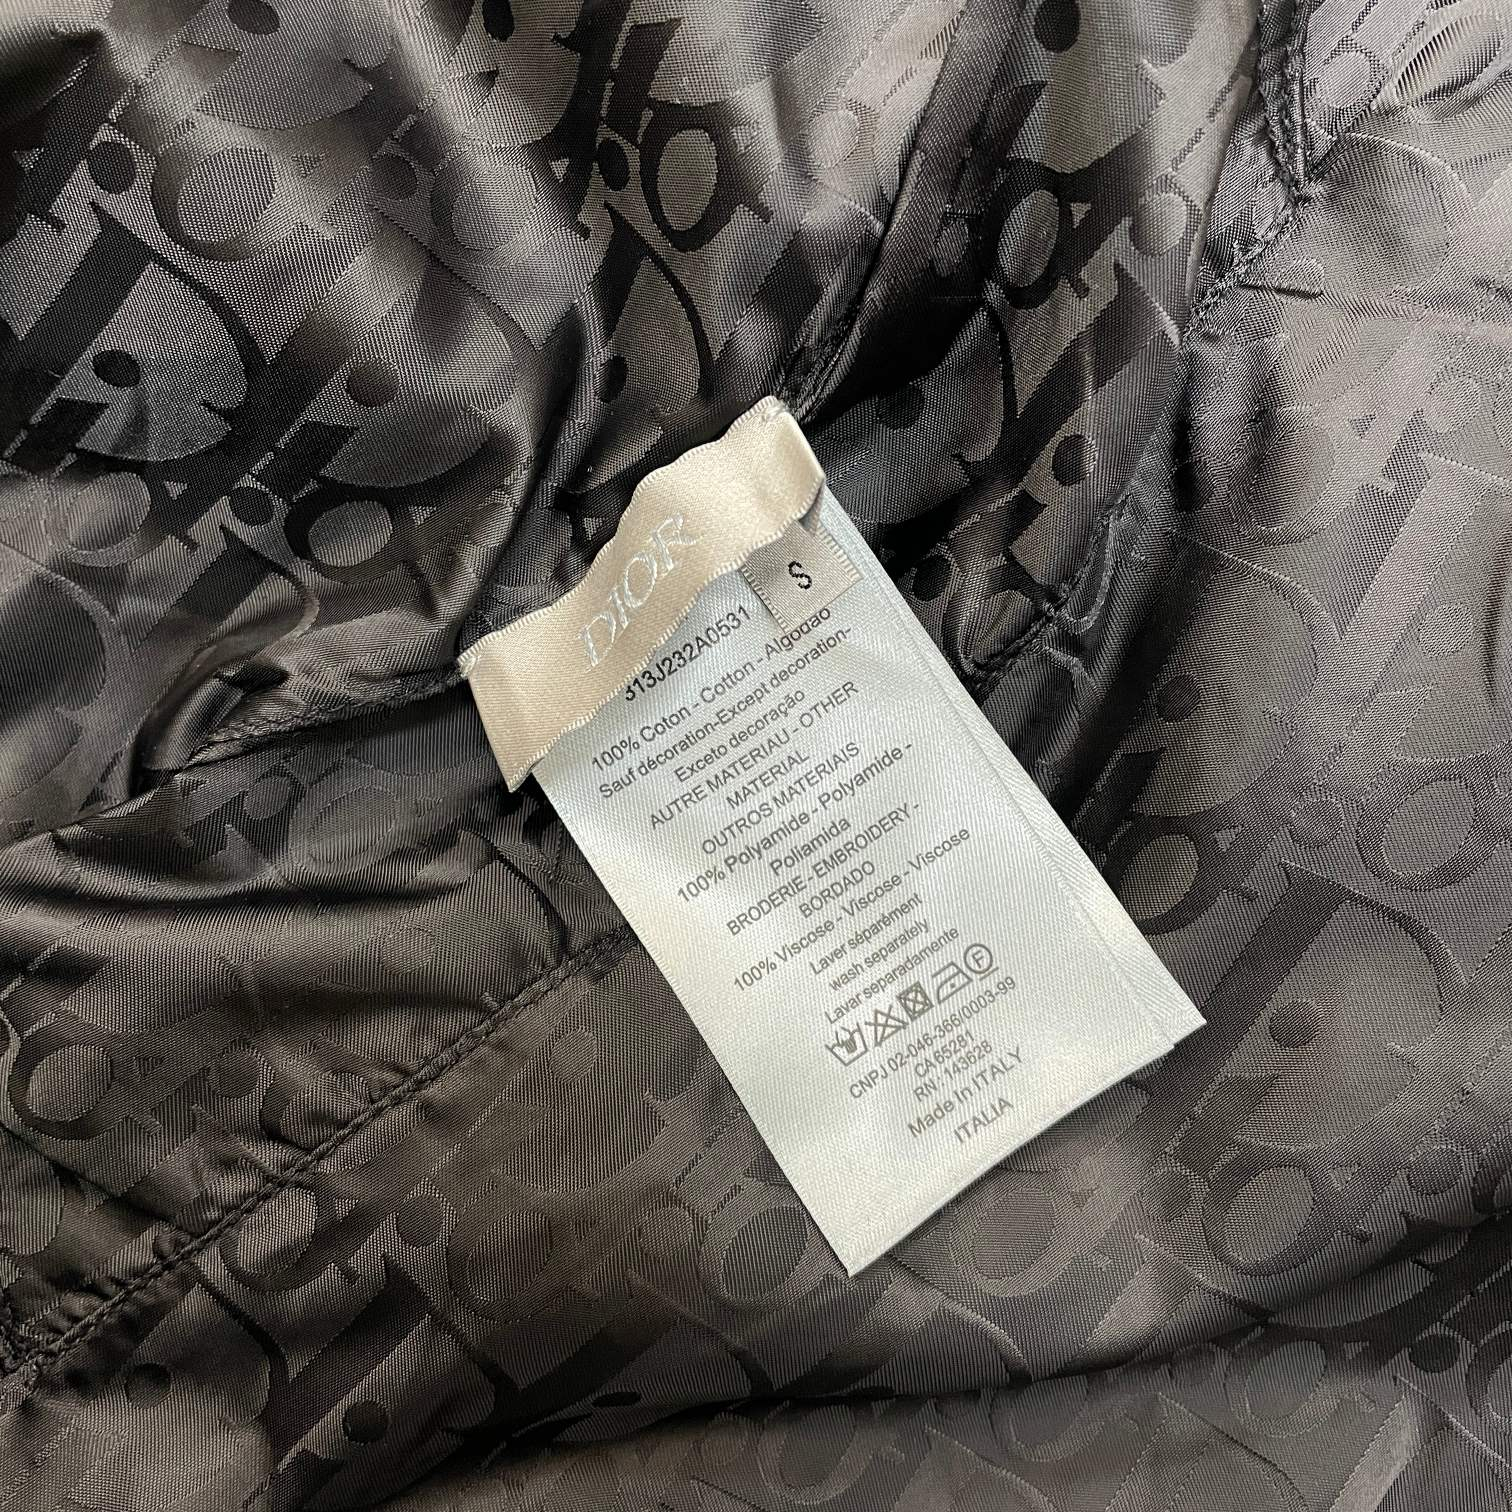 DIOR
S
313J232A0531
100% Coton - Cotton - Algodão
Sauf décoration-Except decoration-
Exceto decoração
AUTRE MATERIAU - OTHER
MATERIAL
OUTROS MATERIAIS
100% Polyamide - Polyamide -
Poliamida
BRODERIE - EMBROIDERY -
BORDADO
100% Viscose - Viscose - Viscose
Laver séparément
wash separately
Lavar separadamente
F
CNPJ 02-046-366/0003-99
CA 65281
RN : 143628
Made In ITALY
ITALIA